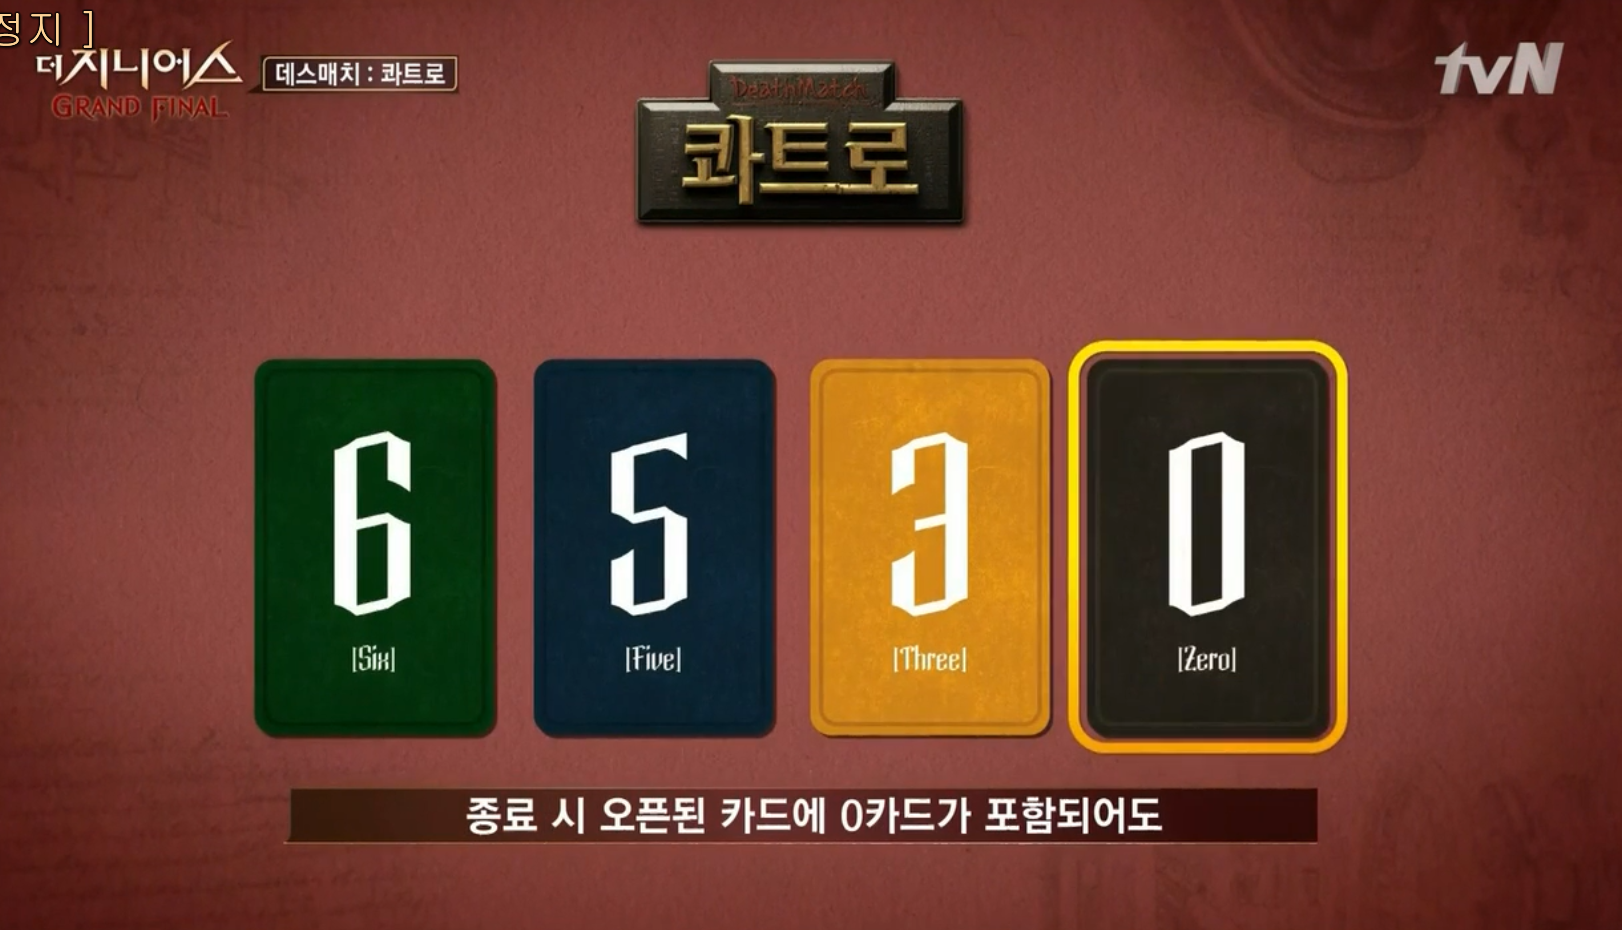 정지 ]
더 지니어스
GRAND FINAL
데스매치 : 콰트로
tvN
DeathMatch
콰트로
6
[Six]
5
[Five]
3
[Three]
0
[Zero]
종료 시 오픈된 카드에 0카드가 포함되어도